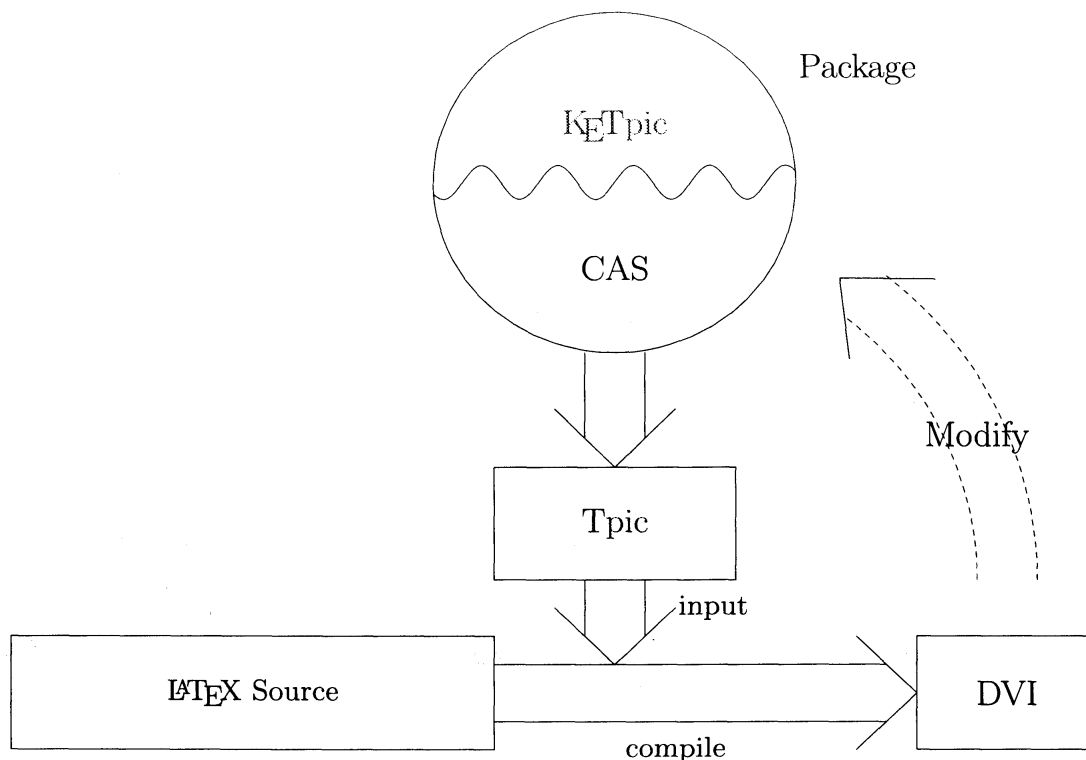 Package
KETpic
CAS
Modify
Tpic
input
LATEX Source
DVI
compile